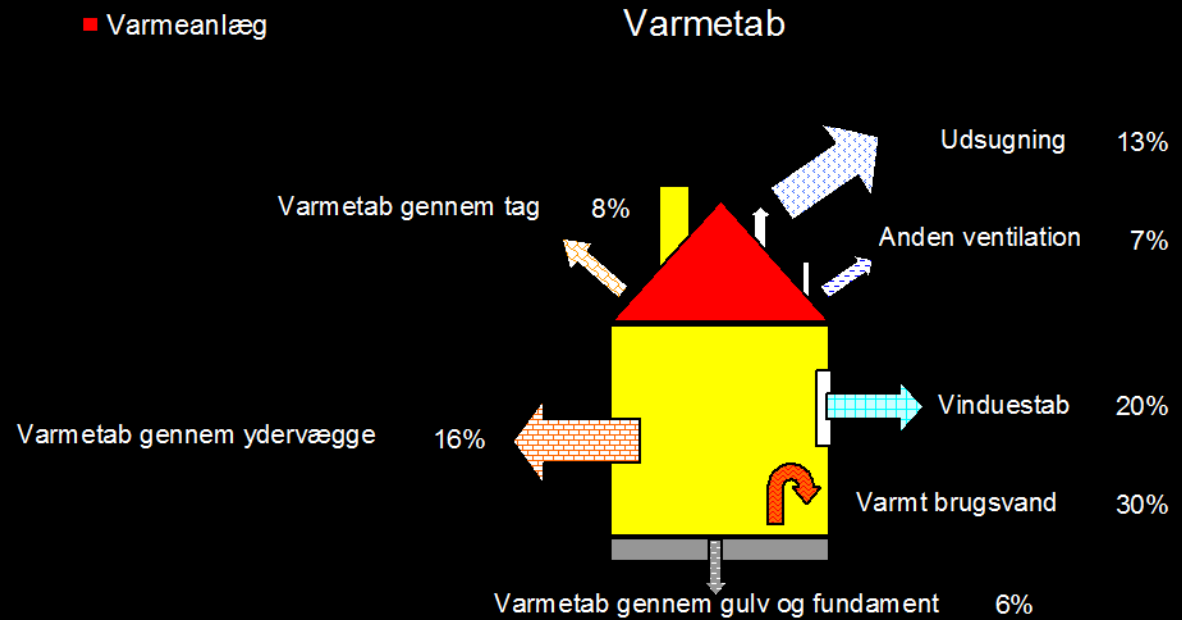 Varmeanlæg
Varmetab
Udsugning 13%
Varmetab gennem tag 8%
Anden ventilation 7%
Vinduestab 20%
Varmetab gennem ydervægge 16%
Varmt brugsvand 30%
Varmetab gennem gulv og fundament 6%